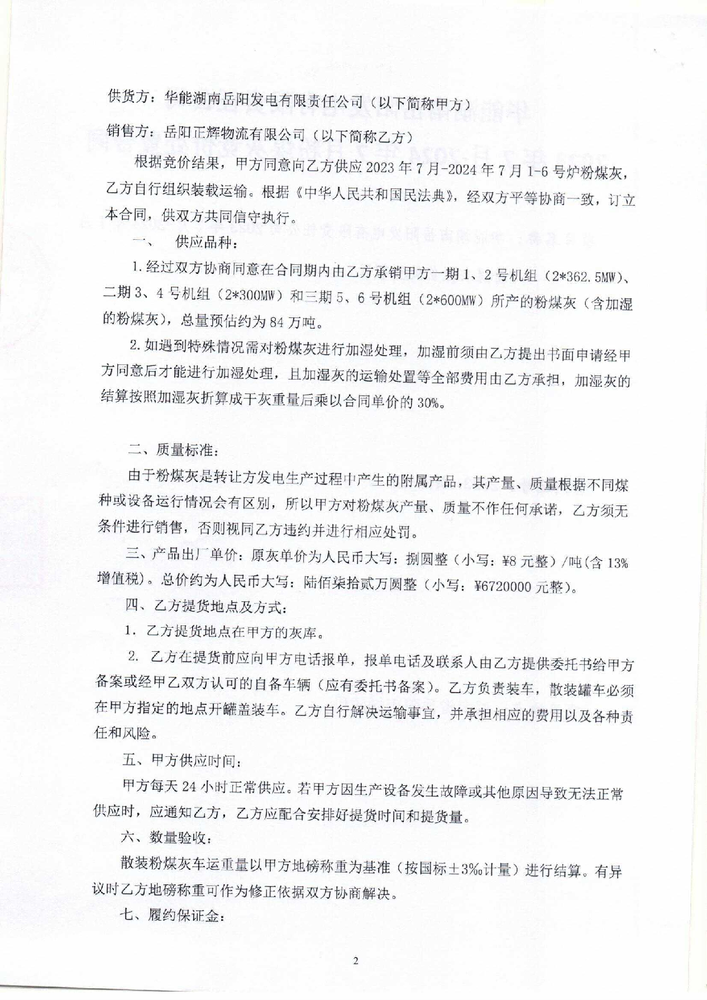 供货方：华能湖南岳阳发电有限责任公司（以下简称甲方）
销售方：岳阳正辉物流有限公司（以下简称乙方）
根据竞价结果，甲方同意向乙方供应 2023 年 7 月-2024 年 7 月 1-6 号炉粉煤灰，
乙方自行组织装载运输。根据《中华人民共和国民法典》，经双方平等协商一致，订立
本合同，供双方共同信守执行。
一、 供应品种：
1.经过双方协商同意在合同期内由乙方承销甲方一期 1、2 号机组（2*362.5MW）、
二期 3、4 号机组（2*300MW）和三期 5、6 号机组（2*600MW）所产的粉煤灰（含加湿
的粉煤灰），总量预估约为 84 万吨。
2.如遇到特殊情况需对粉煤灰进行加湿处理，加湿前须由乙方提出书面申请经甲
方同意后才能进行加湿处理，且加湿灰的运输处置等全部费用由乙方承担，加湿灰的
结算按照加湿灰折算成干灰重量后乘以合同单价的 30%。
二、质量标准：
由于粉煤灰是转让方发电生产过程中产生的附属产品，其产量、质量根据不同煤
种或设备运行情况会有区别，所以甲方对粉煤灰产量、质量不作任何承诺，乙方须无
条件进行销售，否则视同乙方违约并进行相应处罚。
三、产品出厂单价：原灰单价为人民币大写：捌圆整（小写：¥8 元整）/吨(含 13%
增值税)。总价约为人民币大写：陆佰柒拾贰万圆整（小写：¥6720000 元整)。
四、乙方提货地点及方式：
1. 乙方提货地点在甲方的灰库。
2. 乙方在提货前应向甲方电话报单，报单电话及联系人由乙方提供委托书给甲方
备案或经甲乙双方认可的自备车辆（应有委托书备案）。乙方负责装车，散装罐车必须
在甲方指定的地点开罐盖装车。乙方自行解决运输事宜，并承担相应的费用以及各种责
任和风险。
五、甲方供应时间：
甲方每天 24 小时正常供应。若甲方因生产设备发生故障或其他原因导致无法正常
供应时，应通知乙方，乙方应配合安排好提货时间和提货量。
六、数量验收：
散装粉煤灰车运重量以甲方地磅称重为基准（按国标±3‰计量）进行结算。有异
议时乙方地磅称重可作为修正依据双方协商解决。
七、履约保证金：
2